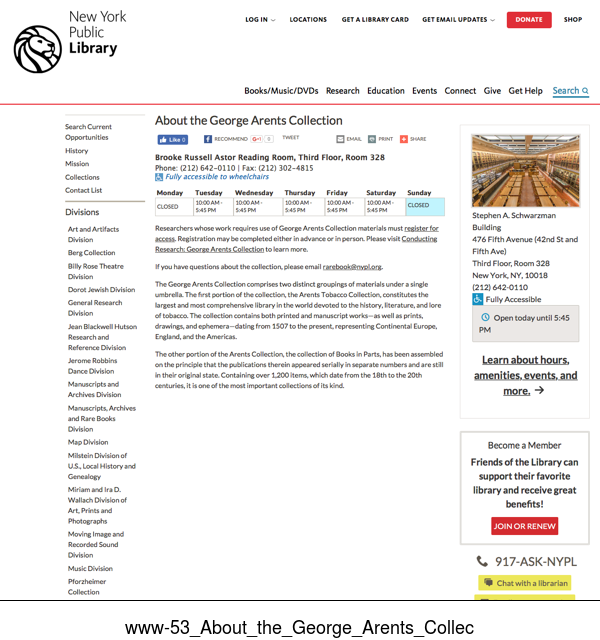 New York
Public
Library
LOG IN
LOCATIONS
GET A LIBRARY CARD
GET EMAIL UPDATES
DONATE
SHOP
Books/Music/DVDs Research Education Events Connect Give Get Help Search
Search Current
Opportunities
History
Mission
Collections
Contact List
Divisions
Art and Artifacts
Division
Berg Collection
Billy Rose Theatre
Division
Dorot Jewish Division
General Research
Division
Jean Blackwell Hutson
Research and
Reference Division
Jerome Robbins
Dance Division
Manuscripts and
Archives Division
Manuscripts, Archives
and Rare Books
Division
Map Division
Milstein Division of
U.S., Local History and
Genealogy
Miriam and Ira D.
Wallach Division of
Art, Prints and
Photographs
Moving Image and
Recorded Sound
Division
Music Division
Pforzheimer
Collection
About the George Arents Collection
Like 0
RECOMMEND
G+1 0
TWEET
EMAIL
PRINT
SHARE
Brooke Russell Astor Reading Room, Third Floor, Room 328
Phone: (212) 642-0110 | Fax: (212) 302-4815
Fully accessible to wheelchairs
Monday Tuesday Wednesday Thursday Friday Saturday Sunday
CLOSED 10:00 AM - 5:45 PM 10:00 AM - 5:45 PM 10:00 AM - 5:45 PM 10:00 AM - 5:45 PM 10:00 AM - 5:45 PM CLOSED
Researchers whose work requires use of George Arents Collection materials must register for
access. Registration may be completed either in advance or in person. Please visit Conducting
Research: George Arents Collection to learn more.
If you have questions about the collection, please email rarebook@nypl.org.
The George Arents Collection comprises two distinct groupings of materials under a single
umbrella. The first portion of the collection, the Arents Tobacco Collection, constitutes the
largest and most comprehensive library in the world devoted to the history, literature, and lore
of tobacco. The collection contains both printed and manuscript works—as well as prints,
drawings, and ephemera—dating from 1507 to the present, representing Continental Europe,
England, and the Americas.
The other portion of the Arents Collection, the collection of Books in Parts, has been assembled
on the principle that the publications therein appeared serially in separate numbers and are still
in their original state. Containing over 1,200 items, which date from the 18th to the 20th
centuries, it is one of the most important collections of its kind.
Stephen A. Schwarzman
Building
476 Fifth Avenue (42nd St and
Fifth Ave)
Third Floor, Room 328
New York, NY, 10018
(212) 642-0110
Fully Accessible
Open today until 5:45
PM
Learn about hours,
amenities, events, and
more.
Become a Member
Friends of the Library can
support their favorite
library and receive great
benefits!
JOIN OR RENEW
917-ASK-NYPL
Chat with a librarian
www-53_About_the_George_Arents_Collec